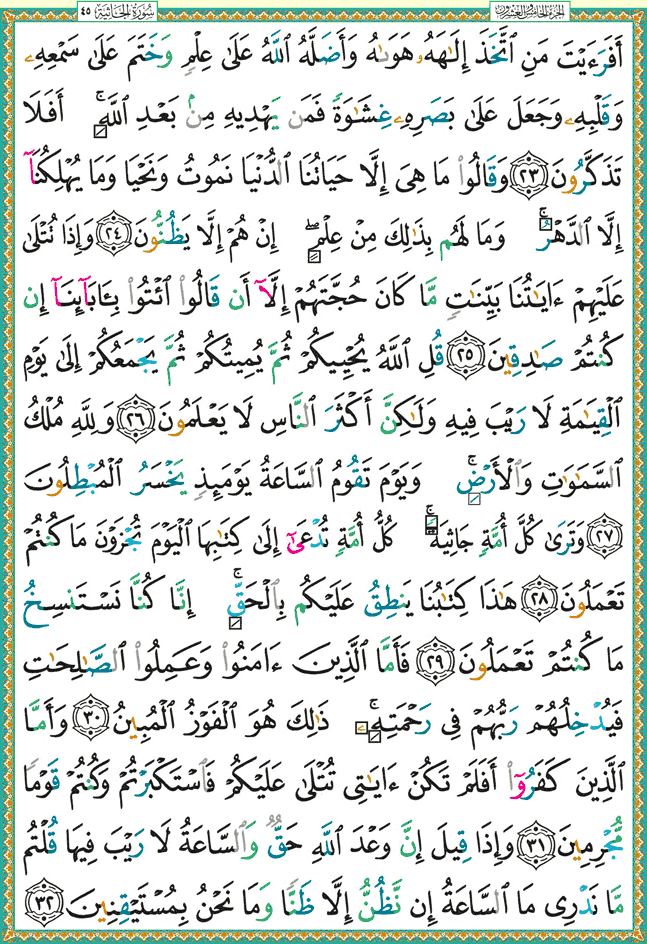 سُورَةُ الجَاثِيَة ٤٥
الجزء الخامس والعشرون
أَفَرَءَيْتَ مَنِ ٱتَّخَذَ إِلَٰهَهُۥ هَوَىٰهُ وَأَضَلَّهُ ٱللَّهُ عَلَىٰ عِلْمٍۢ وَخَتَمَ عَلَىٰ سَمْعِهِۦ
وَقَلْبِهِۦ وَجَعَلَ عَلَىٰ بَصَرِهِۦ غِشَٰوَةًۭ فَمَن يَهْدِيهِ مِنۢ بَعْدِ ٱللَّهِ ۚ أَفَلَا
تَذَكَّرُونَ ٢٣ وَقَالُوا۟ مَا هِىَ إِلَّا حَيَاتُنَا ٱلدُّنْيَا نَمُوتُ وَنَحْيَا وَمَا يُهْلِكُنَآ
إِلَّا ٱلدَّهْرُ ۚ وَمَا لَهُم بِذَٰلِكَ مِنْ عِلْمٍ ۖ إِنْ هُمْ إِلَّا يَظُنُّونَ ٢٤ وَإِذَا تُتْلَىٰ
عَلَيْهِمْ ءَايَٰتُنَا بَيِّنَٰتٍۢ مَّا كَانَ حُجَّتَهُمْ إِلَّآ أَن قَالُوا۟ ٱئْتُوا۟ بِـَٔابَآئِنَآ إِن
كُنتُمْ صَٰدِقِينَ ٢٥ قُلِ ٱللَّهُ يُحْيِيكُمْ ثُمَّ يُمِيتُكُمْ ثُمَّ يَجْمَعُكُمْ إِلَىٰ يَوْمِ
ٱلْقِيَٰمَةِ لَا رَيْبَ فِيهِ وَلَٰكِنَّ أَكْثَرَ ٱلنَّاسِ لَا يَعْلَمُونَ ٢٦ وَلِلَّهِ مُلْكُ
ٱلسَّمَٰوَٰتِ وَٱلْأَرْضِ ۚ وَيَوْمَ تَقُومُ ٱلسَّاعَةُ يَوْمَئِذٍۢ يَخْسَرُ ٱلْمُبْطِلُونَ
٢٧ وَتَرَىٰ كُلَّ أُمَّةٍۢ جَاثِيَةًۭ ۚ كُلُّ أُمَّةٍۢ تُدْعَىٰٓ إِلَىٰ كِتَٰبِهَا ٱلْيَوْمَ تُجْزَوْنَ مَا كُنتُمْ
تَعْمَلُونَ ٢٨ هَٰذَا كِتَٰبُنَا يَنطِقُ عَلَيْكُم بِٱلْحَقِّ ۚ إِنَّا كُنَّا نَسْتَنسِخُ
مَا كُنتُمْ تَعْمَلُونَ ٢٩ فَأَمَّا ٱلَّذِينَ ءَامَنُوا۟ وَعَمِلُوا۟ ٱلصَّٰلِحَٰتِ
فَيُدْخِلُهُمْ رَبُّهُمْ فِى رَحْمَتِهِۦ ۚ ذَٰلِكَ هُوَ ٱلْفَوْزُ ٱلْمُبِينُ ٣٠ وَأَمَّا
ٱلَّذِينَ كَفَرُوٓا۟ أَفَلَمْ تَكُنْ ءَايَٰتِى تُتْلَىٰ عَلَيْكُمْ فَٱسْتَكْبَرْتُمْ وَكُنتُمْ قَوْمًۭا
مُّجْرِمِينَ ٣١ وَإِذَا قِيلَ إِنَّ وَعْدَ ٱللَّهِ حَقٌّۭ وَٱلسَّاعَةُ لَا رَيْبَ فِيهَا قُلْتُم
مَّا نَدْرِى مَا ٱلسَّاعَةُ إِن نَّظُنُّ إِلَّا ظَنًّۭا وَمَا نَحْنُ بِمُسْتَيْقِنِينَ ٣٢